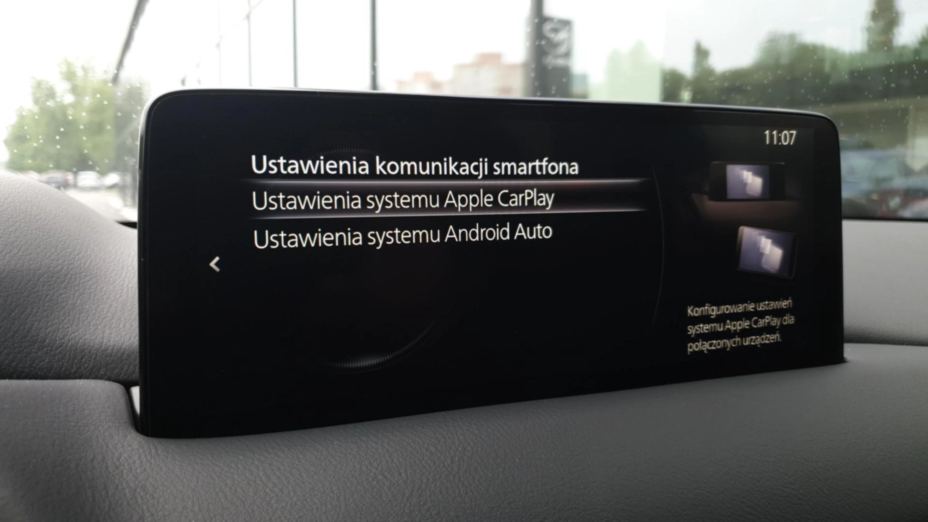 11:07
Ustawienia komunikacji smartfona
Ustawienia systemu Apple CarPlay
Ustawienia systemu Android Auto
Konfigurowanie ustawień
systemu Apple CarPlay dla
połączonych urządzeń.